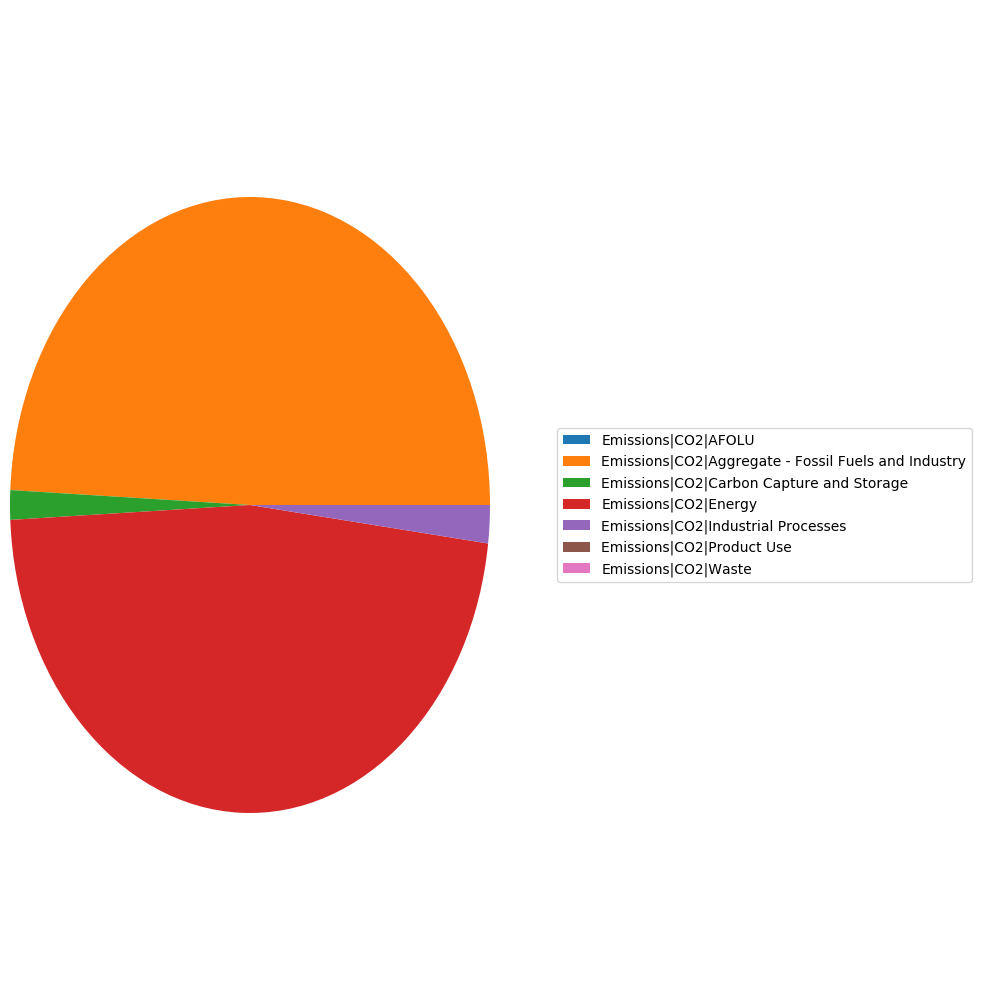 Emissions|CO2|AFOLU
Emissions|CO2|Aggregate - Fossil Fuels and Industry
Emissions|CO2|Carbon Capture and Storage
Emissions|CO2|Energy
Emissions|CO2|Industrial Processes
Emissions|CO2|Product Use
Emissions|CO2|Waste